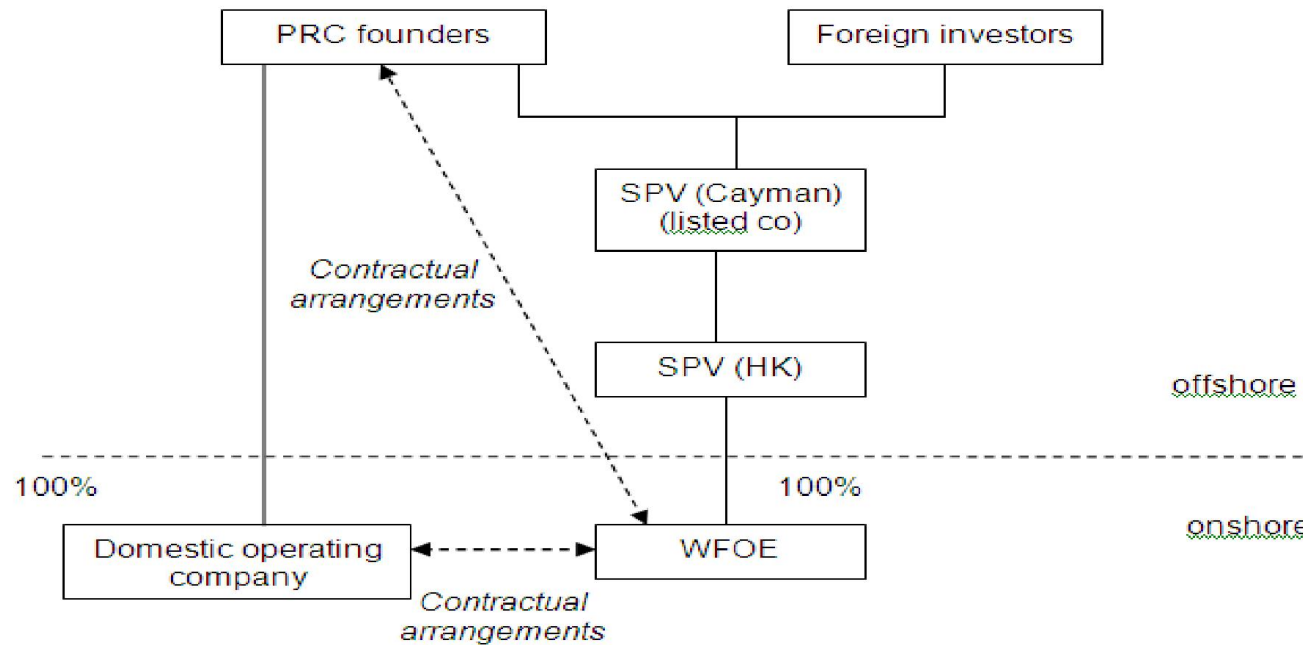 PRC founders
Foreign investors
SPV (Cayman)
(listed co)
Contractual
arrangements
SPV (HK)
offshore
100%
100%
onshore
Domestic operating
company
WFOE
Contractual
arrangements